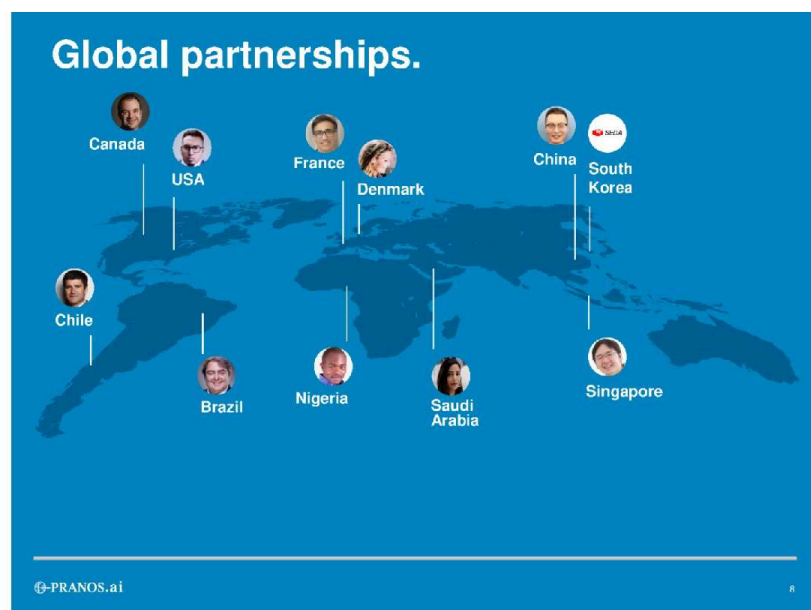 Global partnerships.
Canada
USA
France
Denmark
China
South
Korea
Chile
Brazil
Nigeria
Saudi
Arabia
Singapore
PRANOS.ai
8